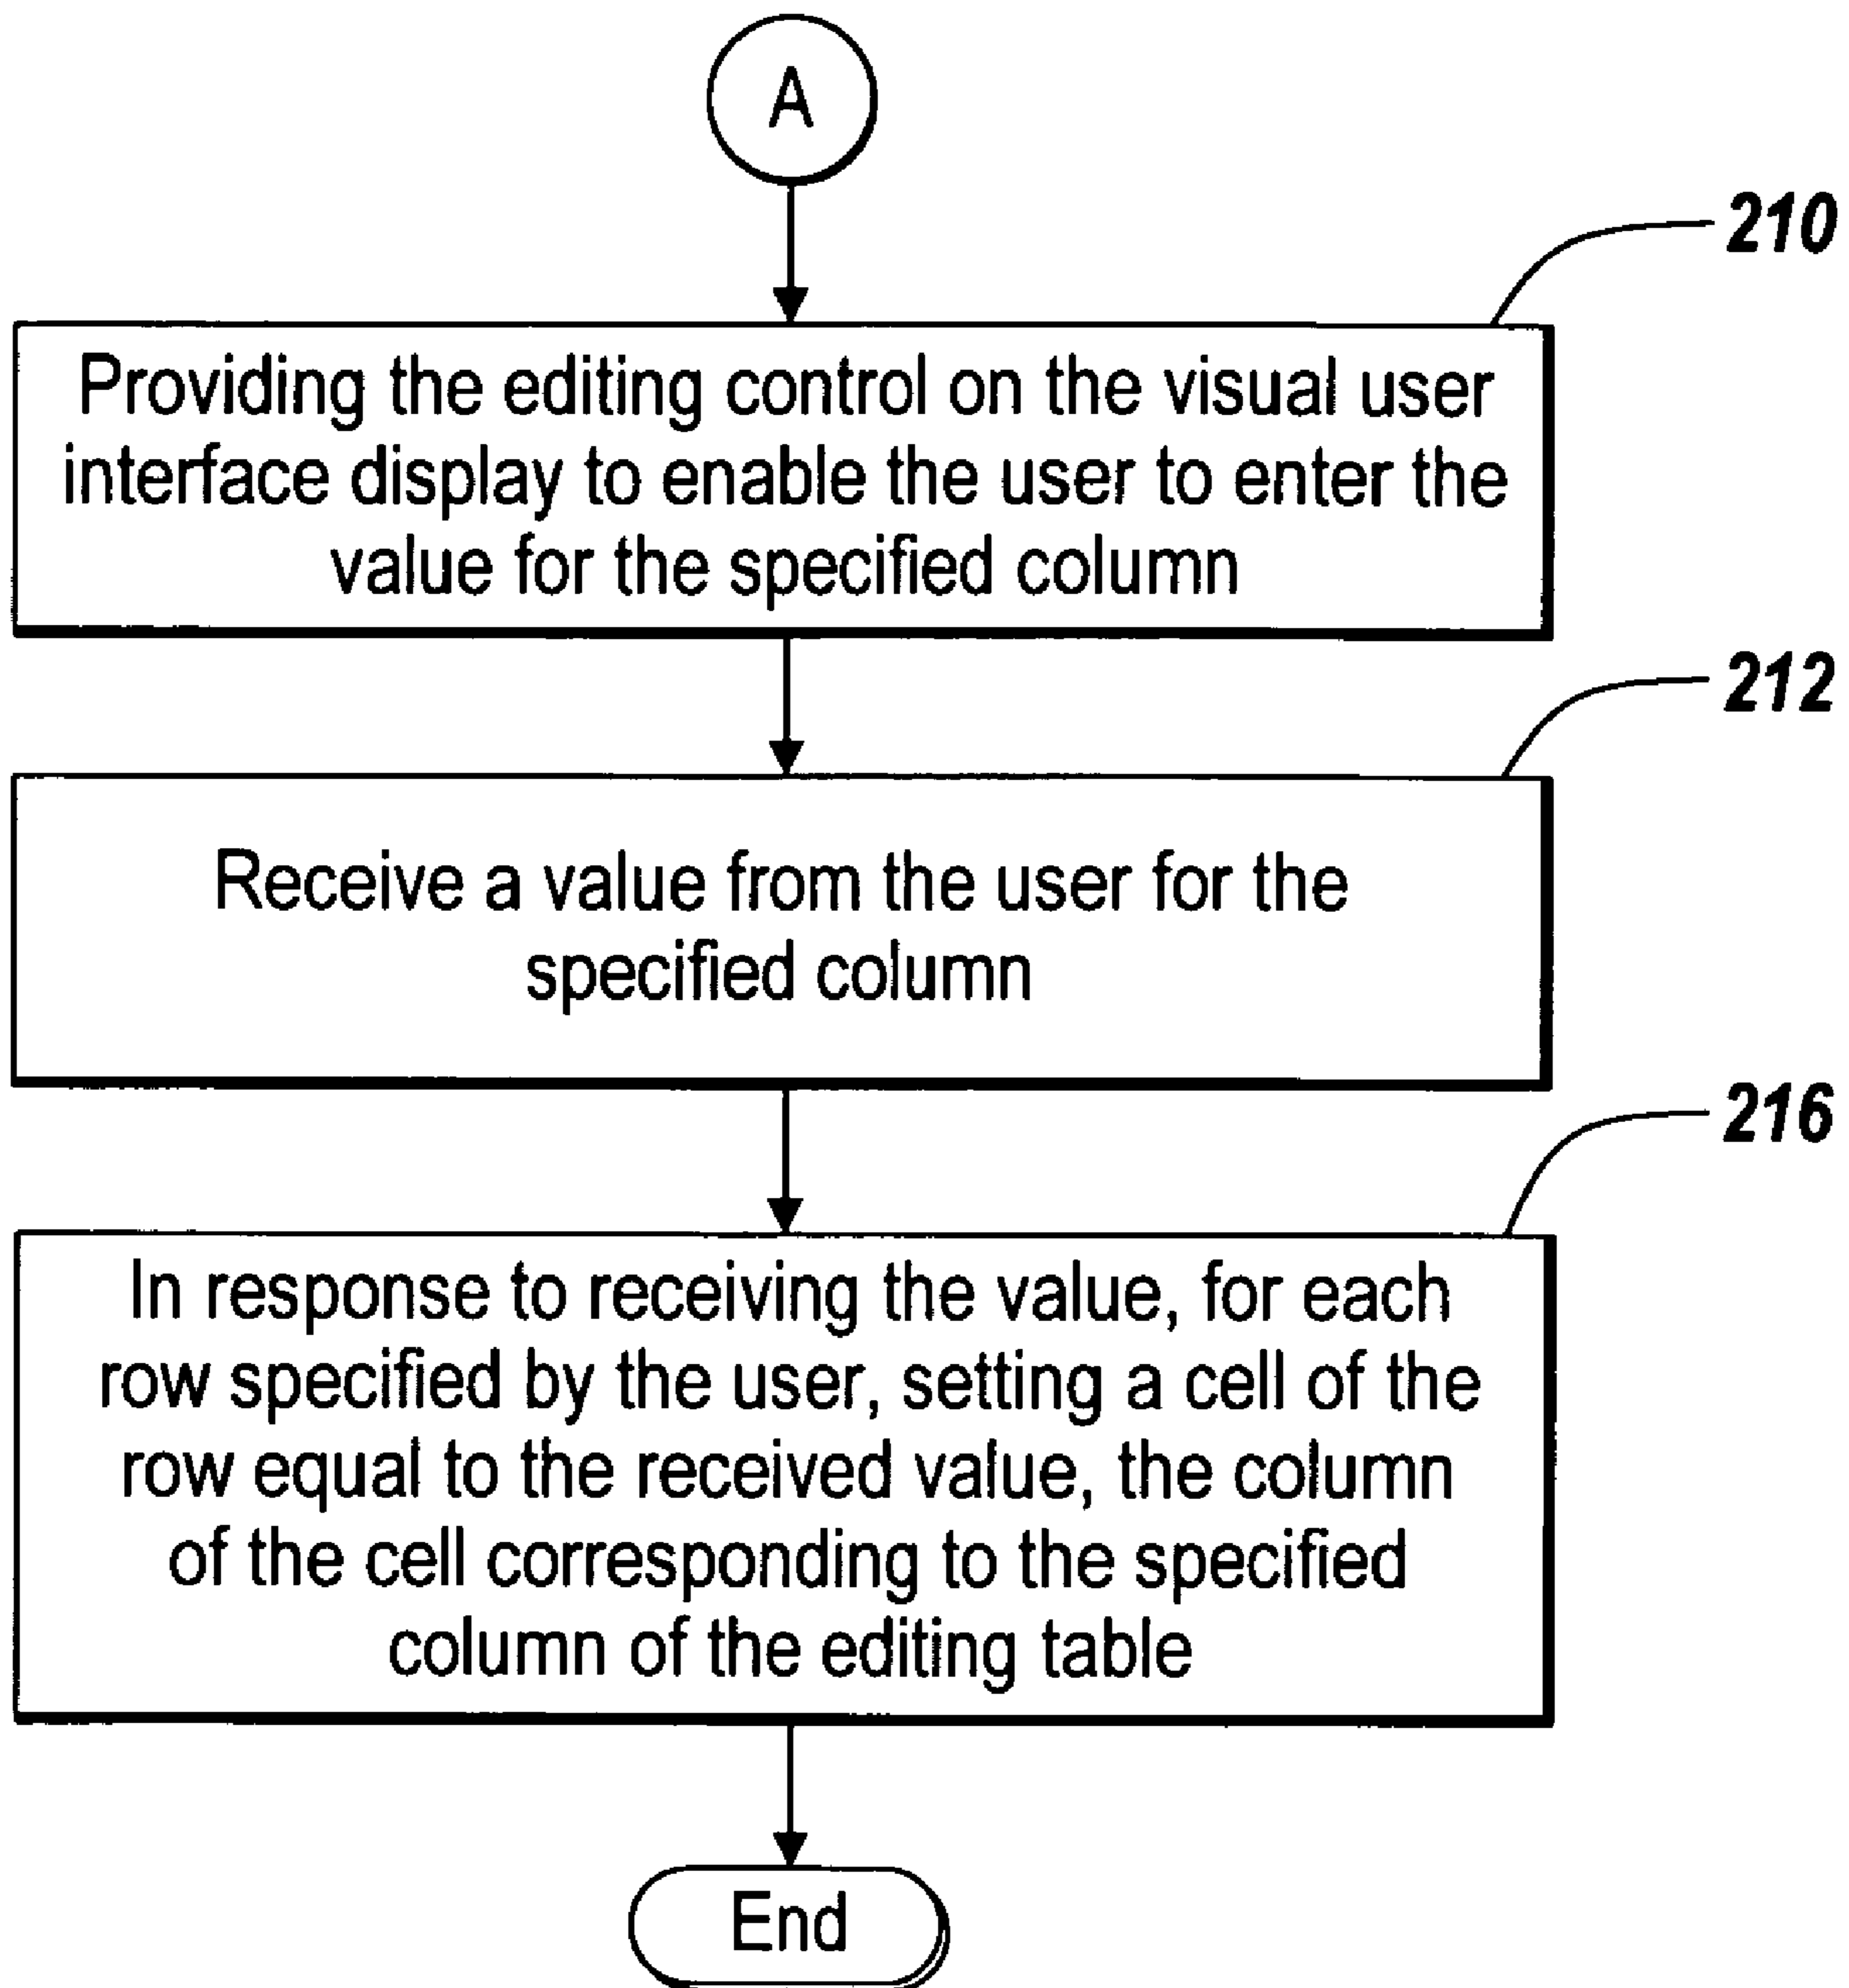 A
210
Providing the editing control on the visual user
interface display to enable the user to enter the
value for the specified column
212
Receive a value from the user for the
specified column
216
In response to receiving the value, for each
row specified by the user, setting a cell of the
row equal to the received value, the column
of the cell corresponding to the specified
column of the editing table
End